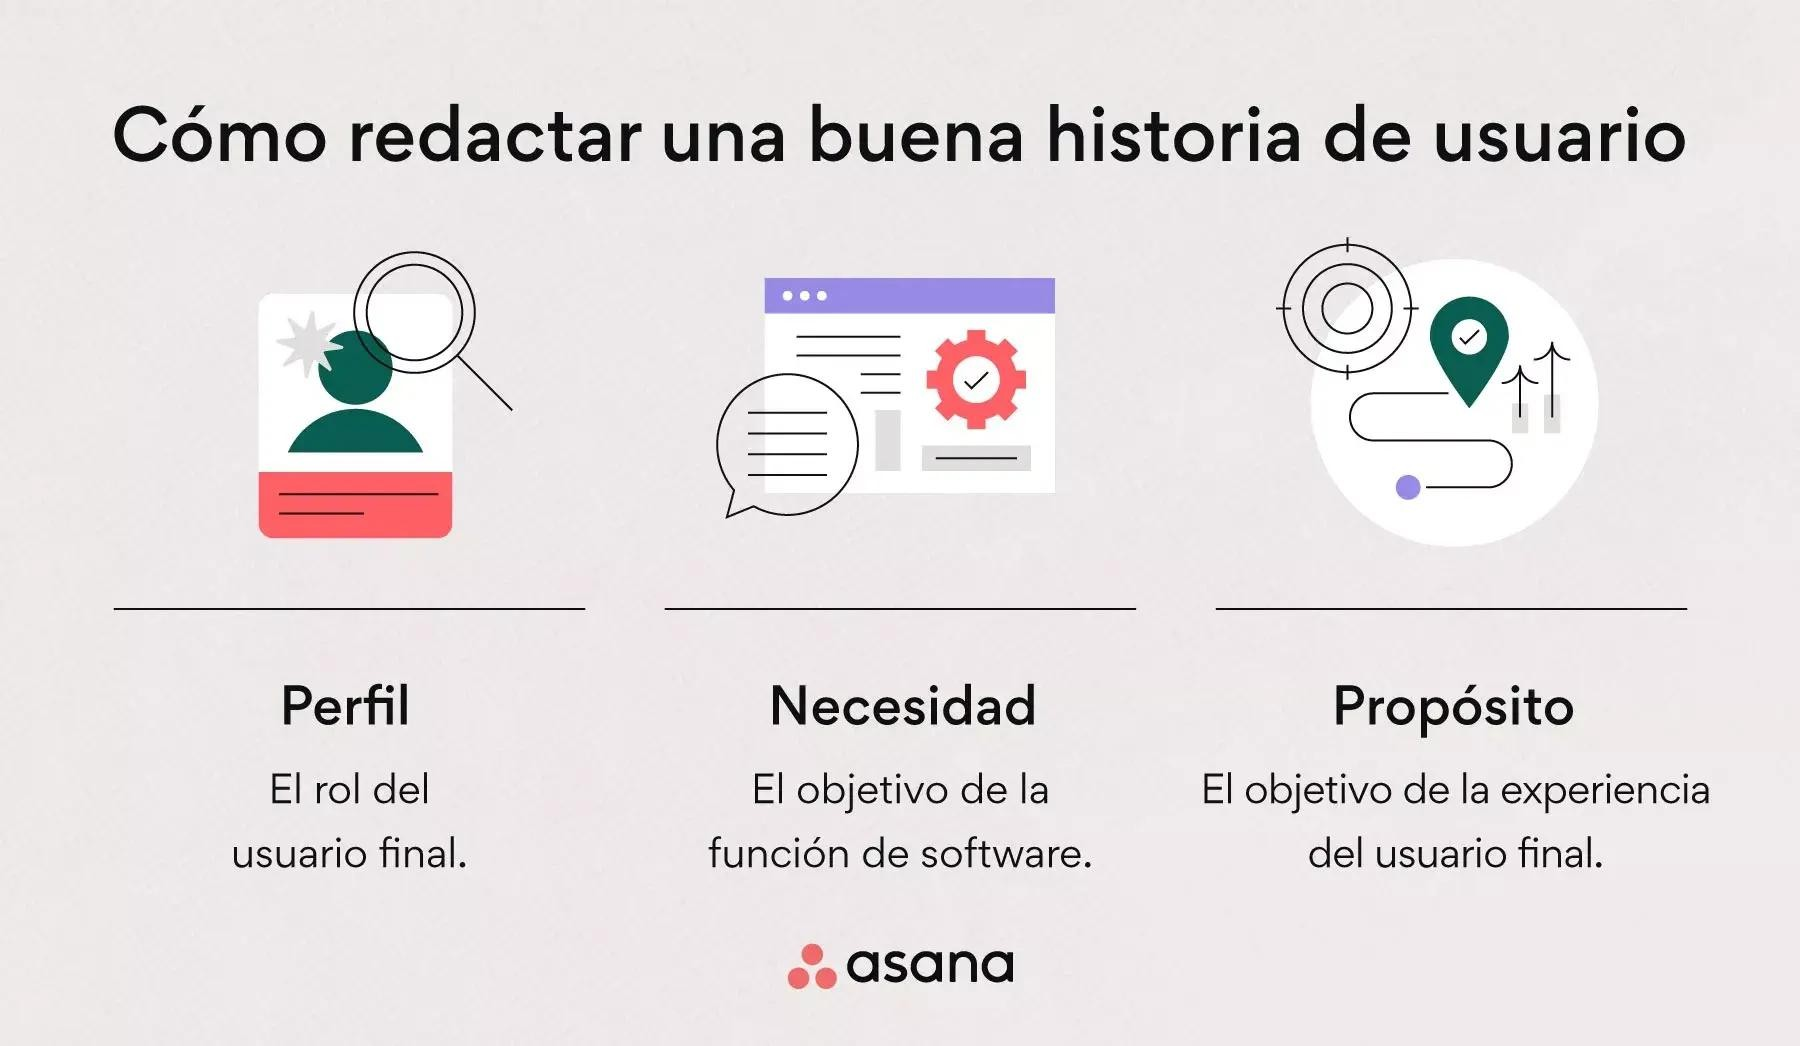 Cómo redactar una buena historia de usuario
Perfil
El rol del
usuario final.
Necesidad
El objetivo de la
función de software.
Propósito
El objetivo de la experiencia
del usuario final.
asana